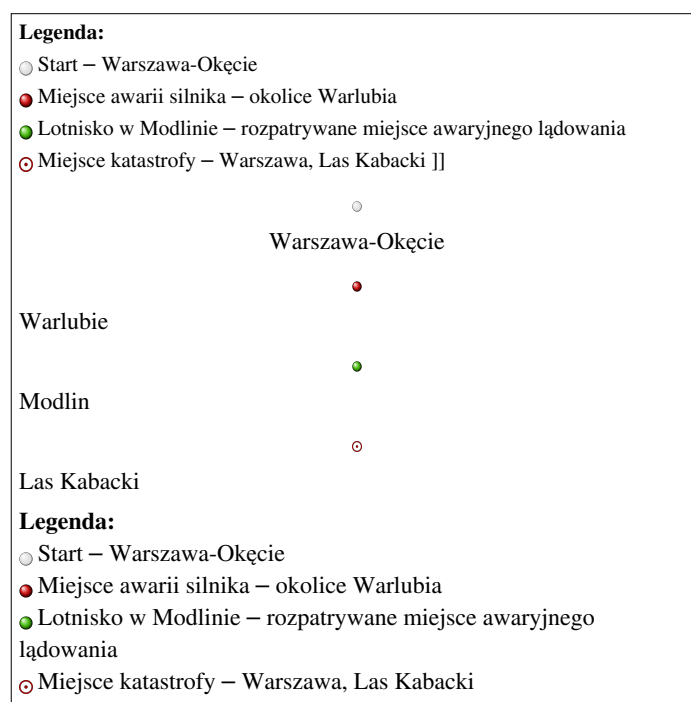 Legenda:
Start – Warszawa-Okęcie
Miejsce awarii silnika – okolice Warlubia
Lotnisko w Modlinie – rozpatrywane miejsce awaryjnego lądowania
Miejsce katastrofy – Warszawa, Las Kabacki ]]
Warszawa-Okęcie
Warlubie
Modlin
Las Kabacki
Legenda:
Start – Warszawa-Okęcie
Miejsce awarii silnika – okolice Warlubia
Lotnisko w Modlinie – rozpatrywane miejsce awaryjnego
lądowania
Miejsce katastrofy – Warszawa, Las Kabacki